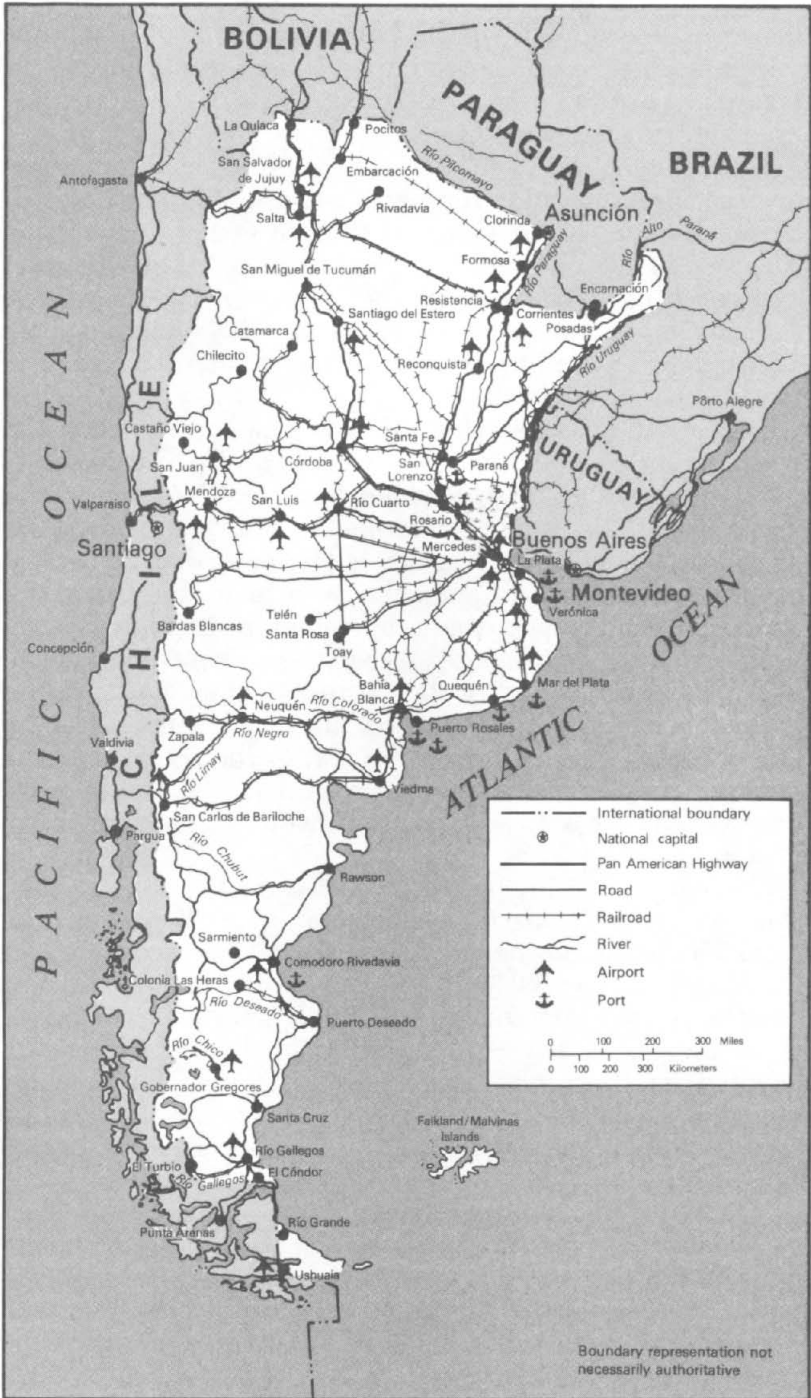 BOLIVIA
PARAGUAY
BRAZIL
La Quiaca
Pocitos
Río Pilcomayo
San Salvador
de Jujuy
Embarcación
Antofagasta
Rivadavia
Salta
Clorinda
Asunción
Río Alto Paraná
Formosa
Río Paraguay
San Miguel de Tucumán
Encarnación
Resistencia
Corrientes
Santiago del Estero
Posadas
Catamarca
Río Uruguay
Chilecito
Reconquista
Pôrto Alegre
Castaño Viejo
Santa Fe
San Juan
Córdoba
San
Lorenzo
Paraná
URUGUAY
Mendoza
San Luis
Río Cuarto
Valparaíso
Rosario
Santiago
Mercedes
Buenos Aires
La Plata
Montevideo
Verónica
Telén
Bardas Blancas
Santa Rosa
Toay
Concepción
Bahía
Blanca
Quequén
Mar del Plata
Neuquén
Río Colorado
Zapala
Río Negro
Puerto Rosales
Valdivia
Río Limay
Viedma
San Carlos de Bariloche
Pargua
Río Chubut
Rawson
Sarmiento
Comodoro Rivadavia
Colonia Las Heras
Río Deseado
Puerto Deseado
Río Chico
Gobernador Gregores
Santa Cruz
Falkland/Malvinas
Islands
Río Gallegos
El Turbio
El Cóndor
Río Gallegos
Punta Arenas
Río Grande
Ushuaia
CHILE
PACIFIC OCEAN
ATLANTIC OCEAN
International boundary
National capital
Pan American Highway
Road
Railroad
River
Airport
Port
0 100 200 300 Miles
0 100 200 300 Kilometers
Boundary representation not
necessarily authoritative